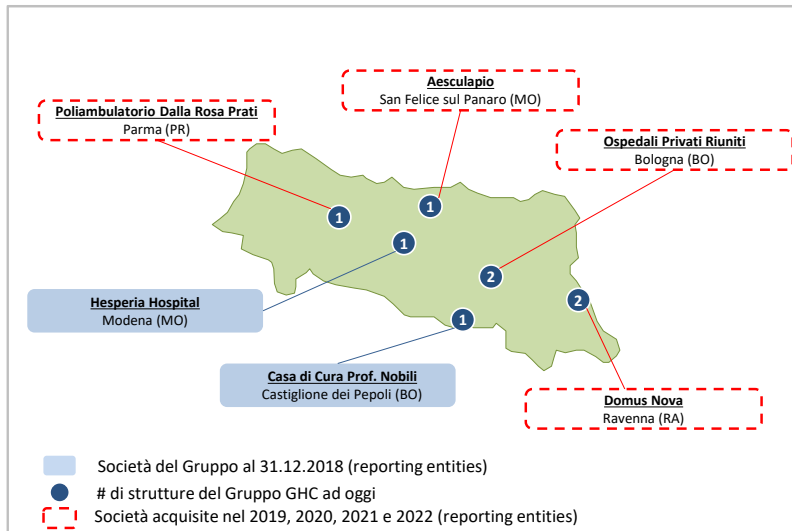 Aesculapio
San Felice sul Panaro (MO)
Poliambulatorio Dalla Rosa Prati
Parma (PR)
Ospedali Privati Riuniti
Bologna (BO)
1
1
1
2
2
1
Hesperia Hospital
Modena (MO)
Casa di Cura Prof. Nobili
Castiglione dei Pepoli (BO)
Domus Nova
Ravenna (RA)
Società del Gruppo al 31.12.2018 (reporting entities)
# di strutture del Gruppo GHC ad oggi
Società acquisite nel 2019, 2020, 2021 e 2022 (reporting entities)